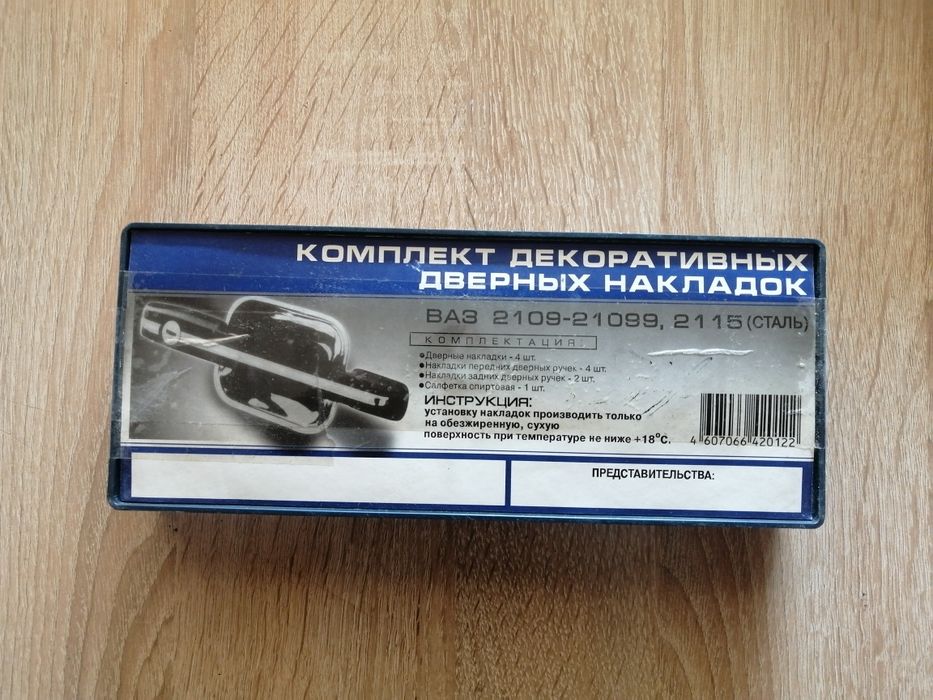 КОМПЛЕКТ ДЕКОРАТИВНЫХ
ДВЕРНЫХ НАКЛАДОК
ВАЗ 2109-21099, 2115 (СТАЛЬ)
КОМПЛЕКТАЦИЯ:
•Дверные накладки - 4 шт.
•Накладки передних дверных ручек - 4 шт.
•Накладки задних дверных ручек - 2 шт.
•Салфетка спиртовая - 1 шт.
ИНСТРУКЦИЯ:
установку накладок производить только
на обезжиренную, сухую
поверхность при температуре не ниже +18°С.
4 607066 420122
ПРЕДСТАВИТЕЛЬСТВА: